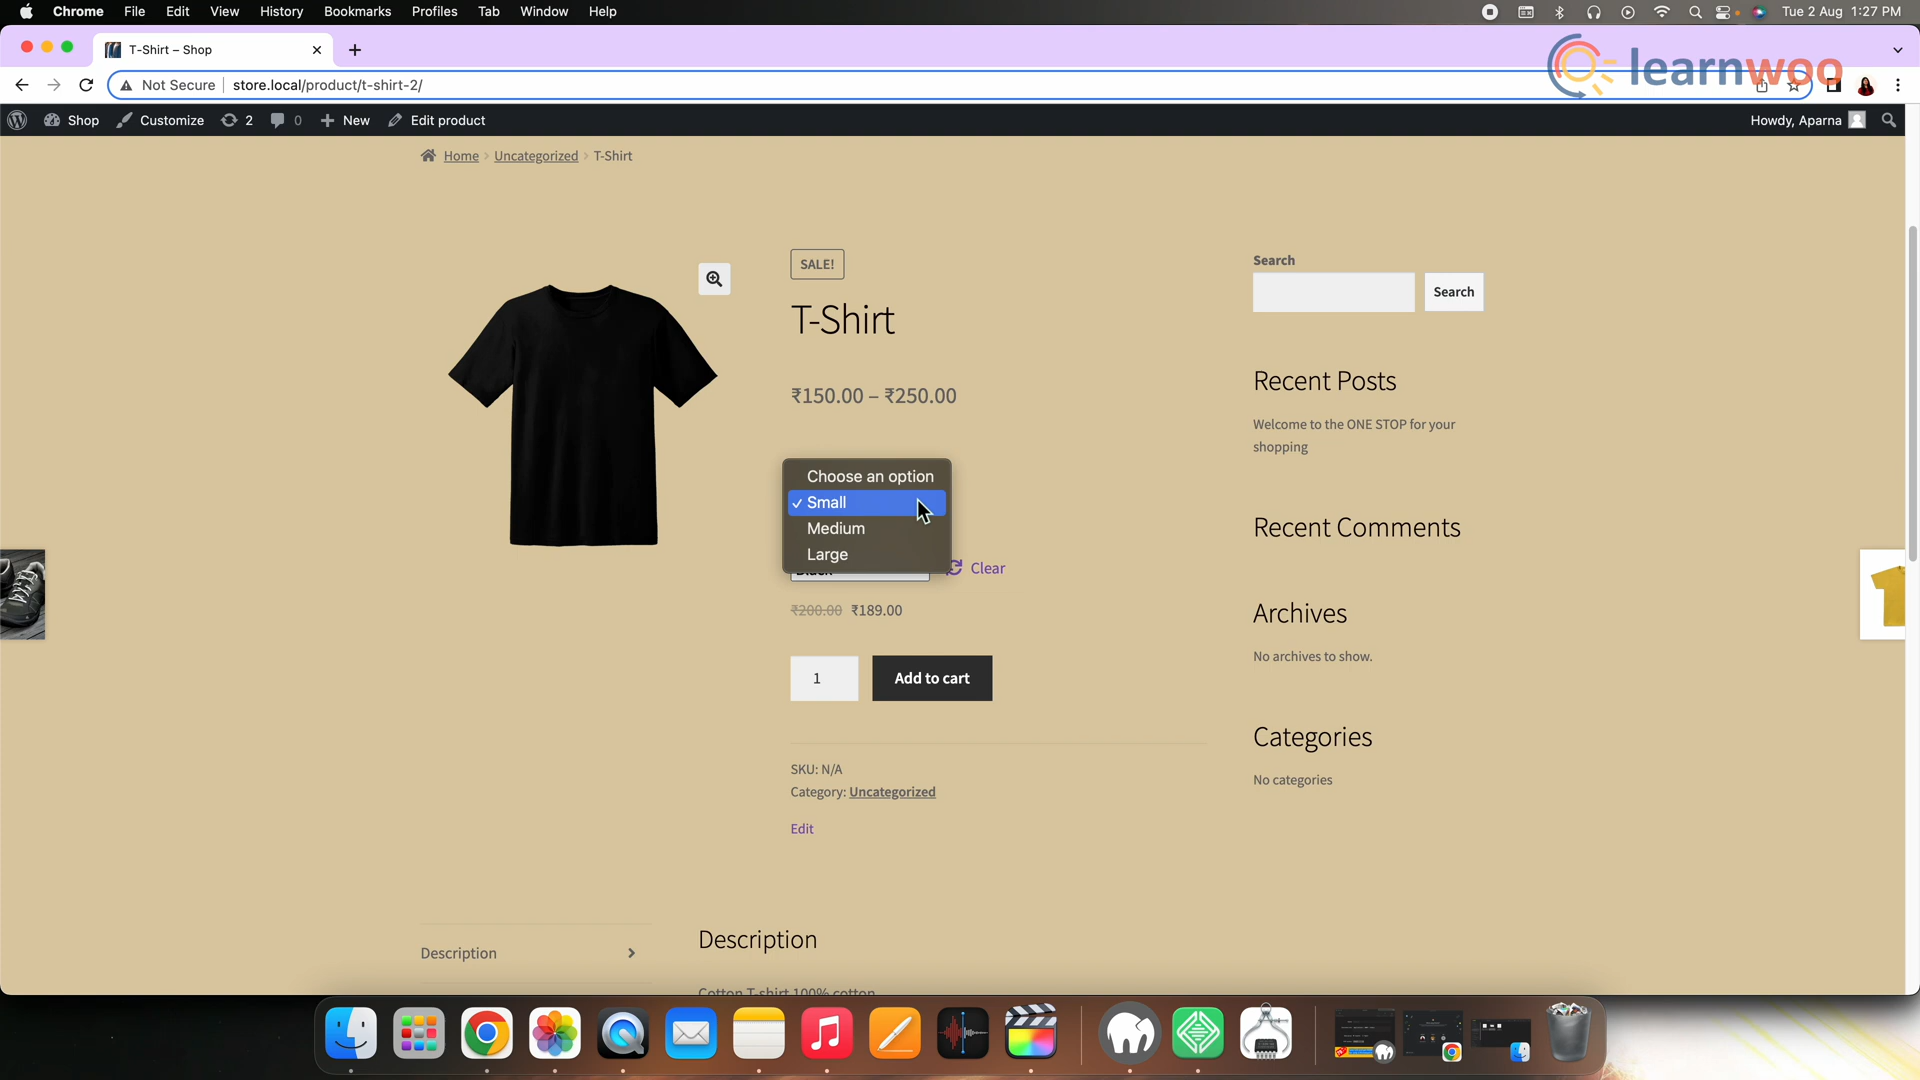 Chrome File Edit View History Bookmarks Profiles Tab Window Help Tue 2 Aug 1:27 PM
T-Shirt – Shop
learnwoo
Not Secure store.local/product/t-shirt-2/
Shop Customize 2 0 New Edit product Howdy, Aparna
Home Uncategorized T-Shirt
SALE!
T-Shirt
₹150.00 – ₹250.00
Choose an option
✓ Small
Medium
Large
Clear
₹200.00 ₹189.00
1 Add to cart
SKU: N/A
Category: Uncategorized
Edit
Search
Search
Recent Posts
Welcome to the ONE STOP for your
shopping
Recent Comments
Archives
No archives to show.
Categories
No categories
Description
Description
Cotton T-shirt 100% cotton